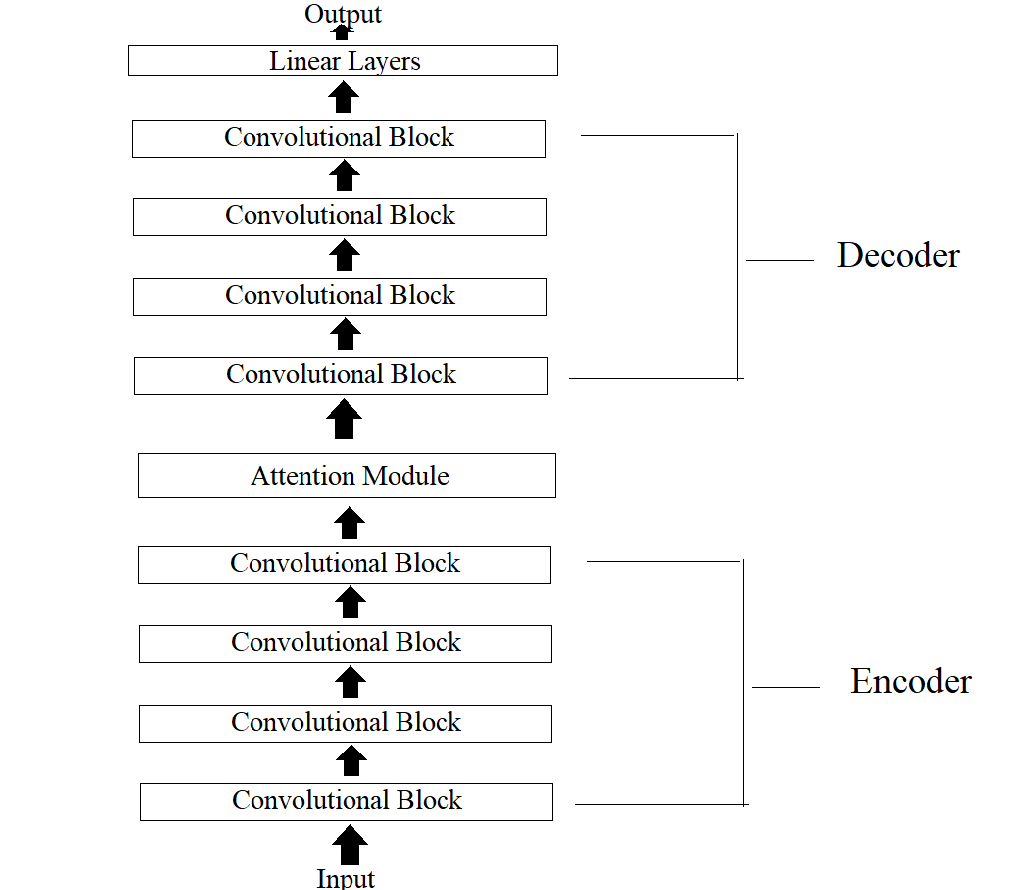 Output
Linear Layers
Convolutional Block
Convolutional Block
Convolutional Block
Convolutional Block
Decoder
Attention Module
Convolutional Block
Convolutional Block
Convolutional Block
Convolutional Block
Encoder
Input